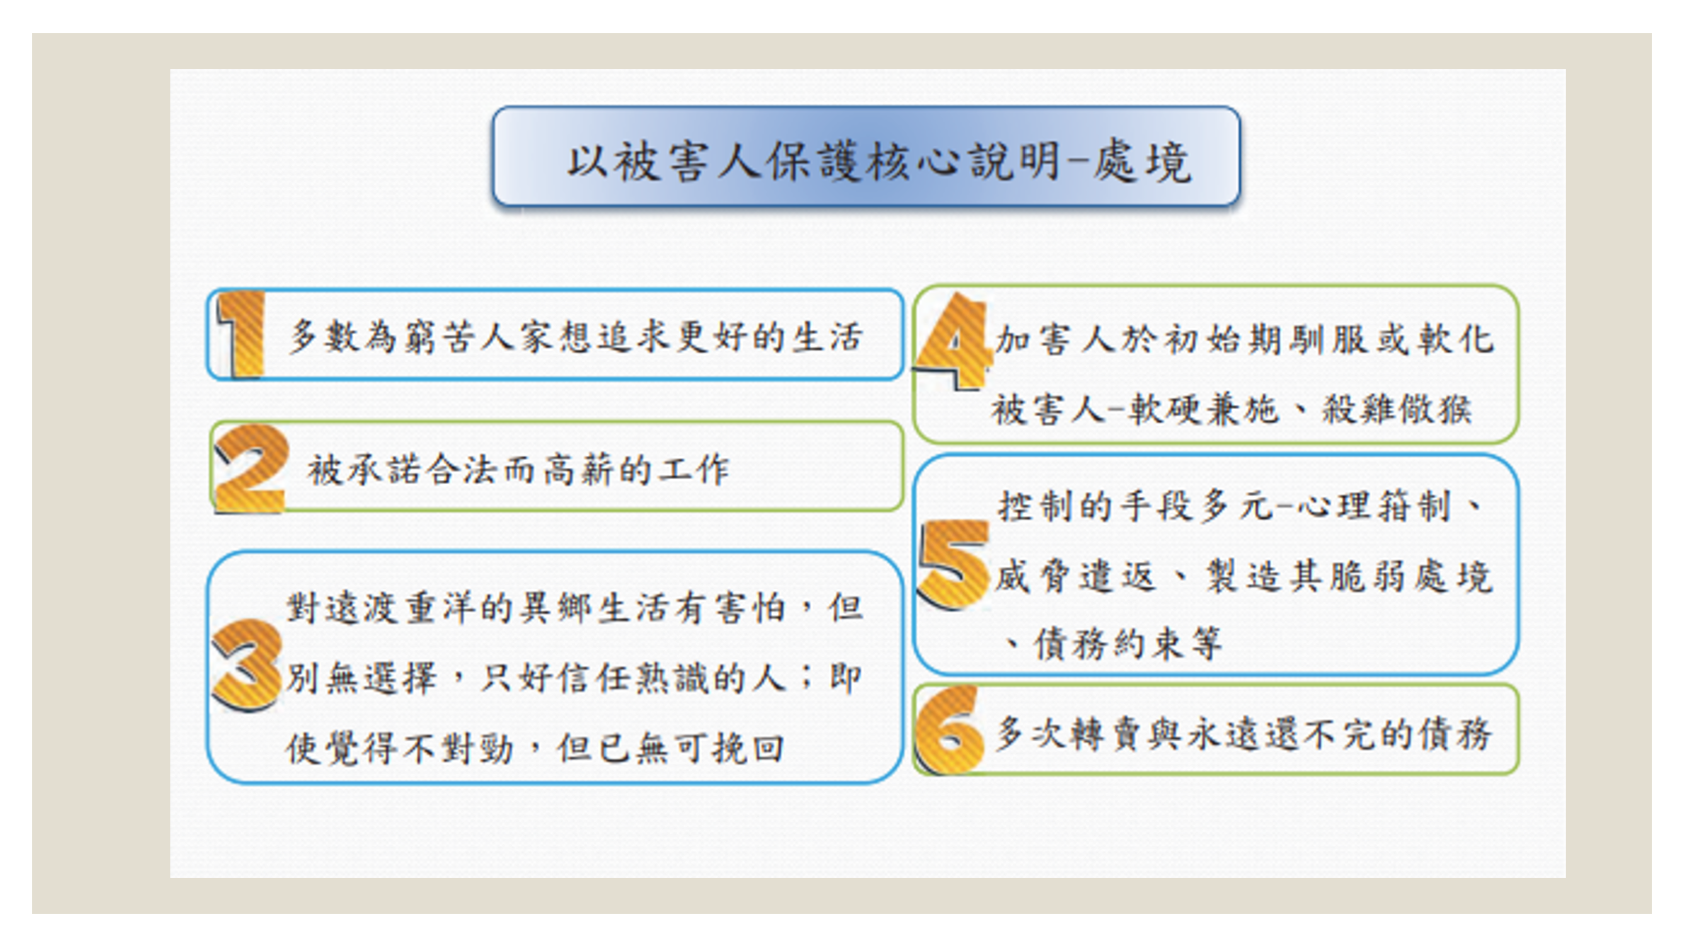 以被害人保護核心說明-處境
1
多數為窮苦人家想追求更好的生活
2
被承諾合法而高薪的工作
3
對遠渡重洋的異鄉生活有害怕，但
別無選擇，只好信任熟識的人；即
使覺得不對勁，但已無可挽回
4
加害人於初始期馴服或軟化
被害人-軟硬兼施、殺雞儆猴
5
控制的手段多元-心理箝制、
威脅遣返、製造其脆弱處境
、債務約束等
6
多次轉賣與永遠還不完的債務